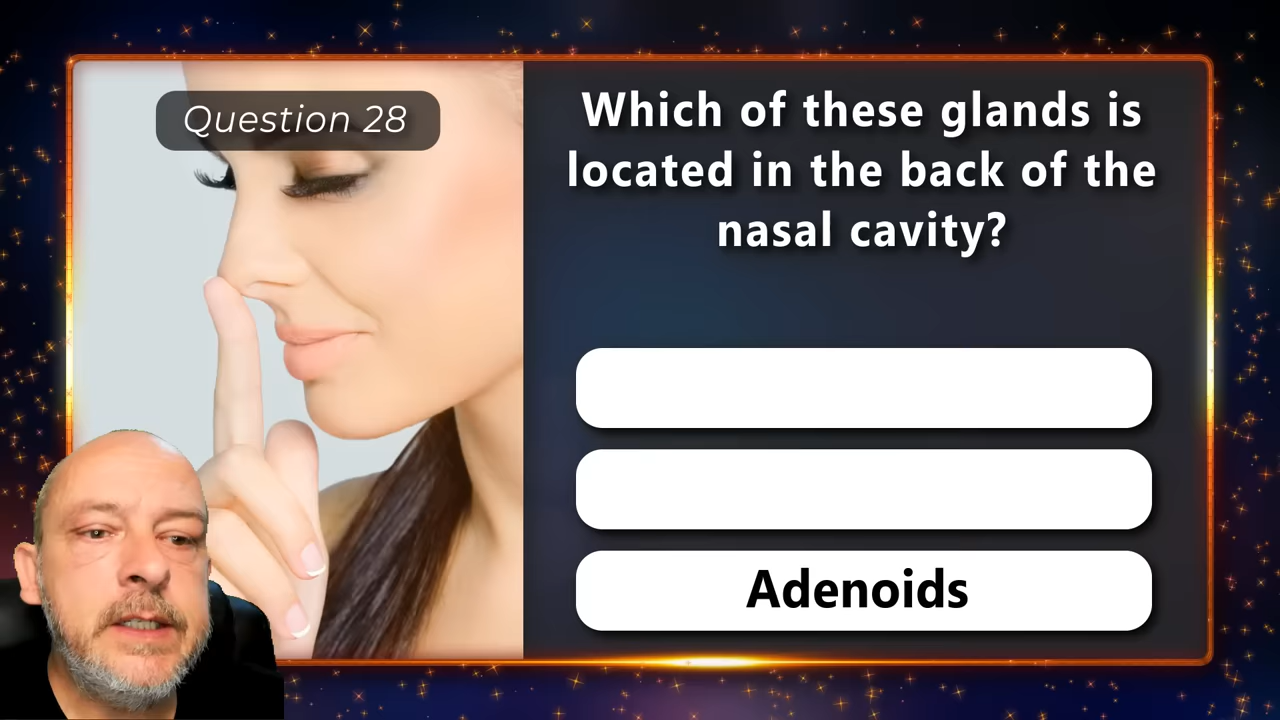 Question 28
Which of these glands is
located in the back of the
nasal cavity?
Adenoids